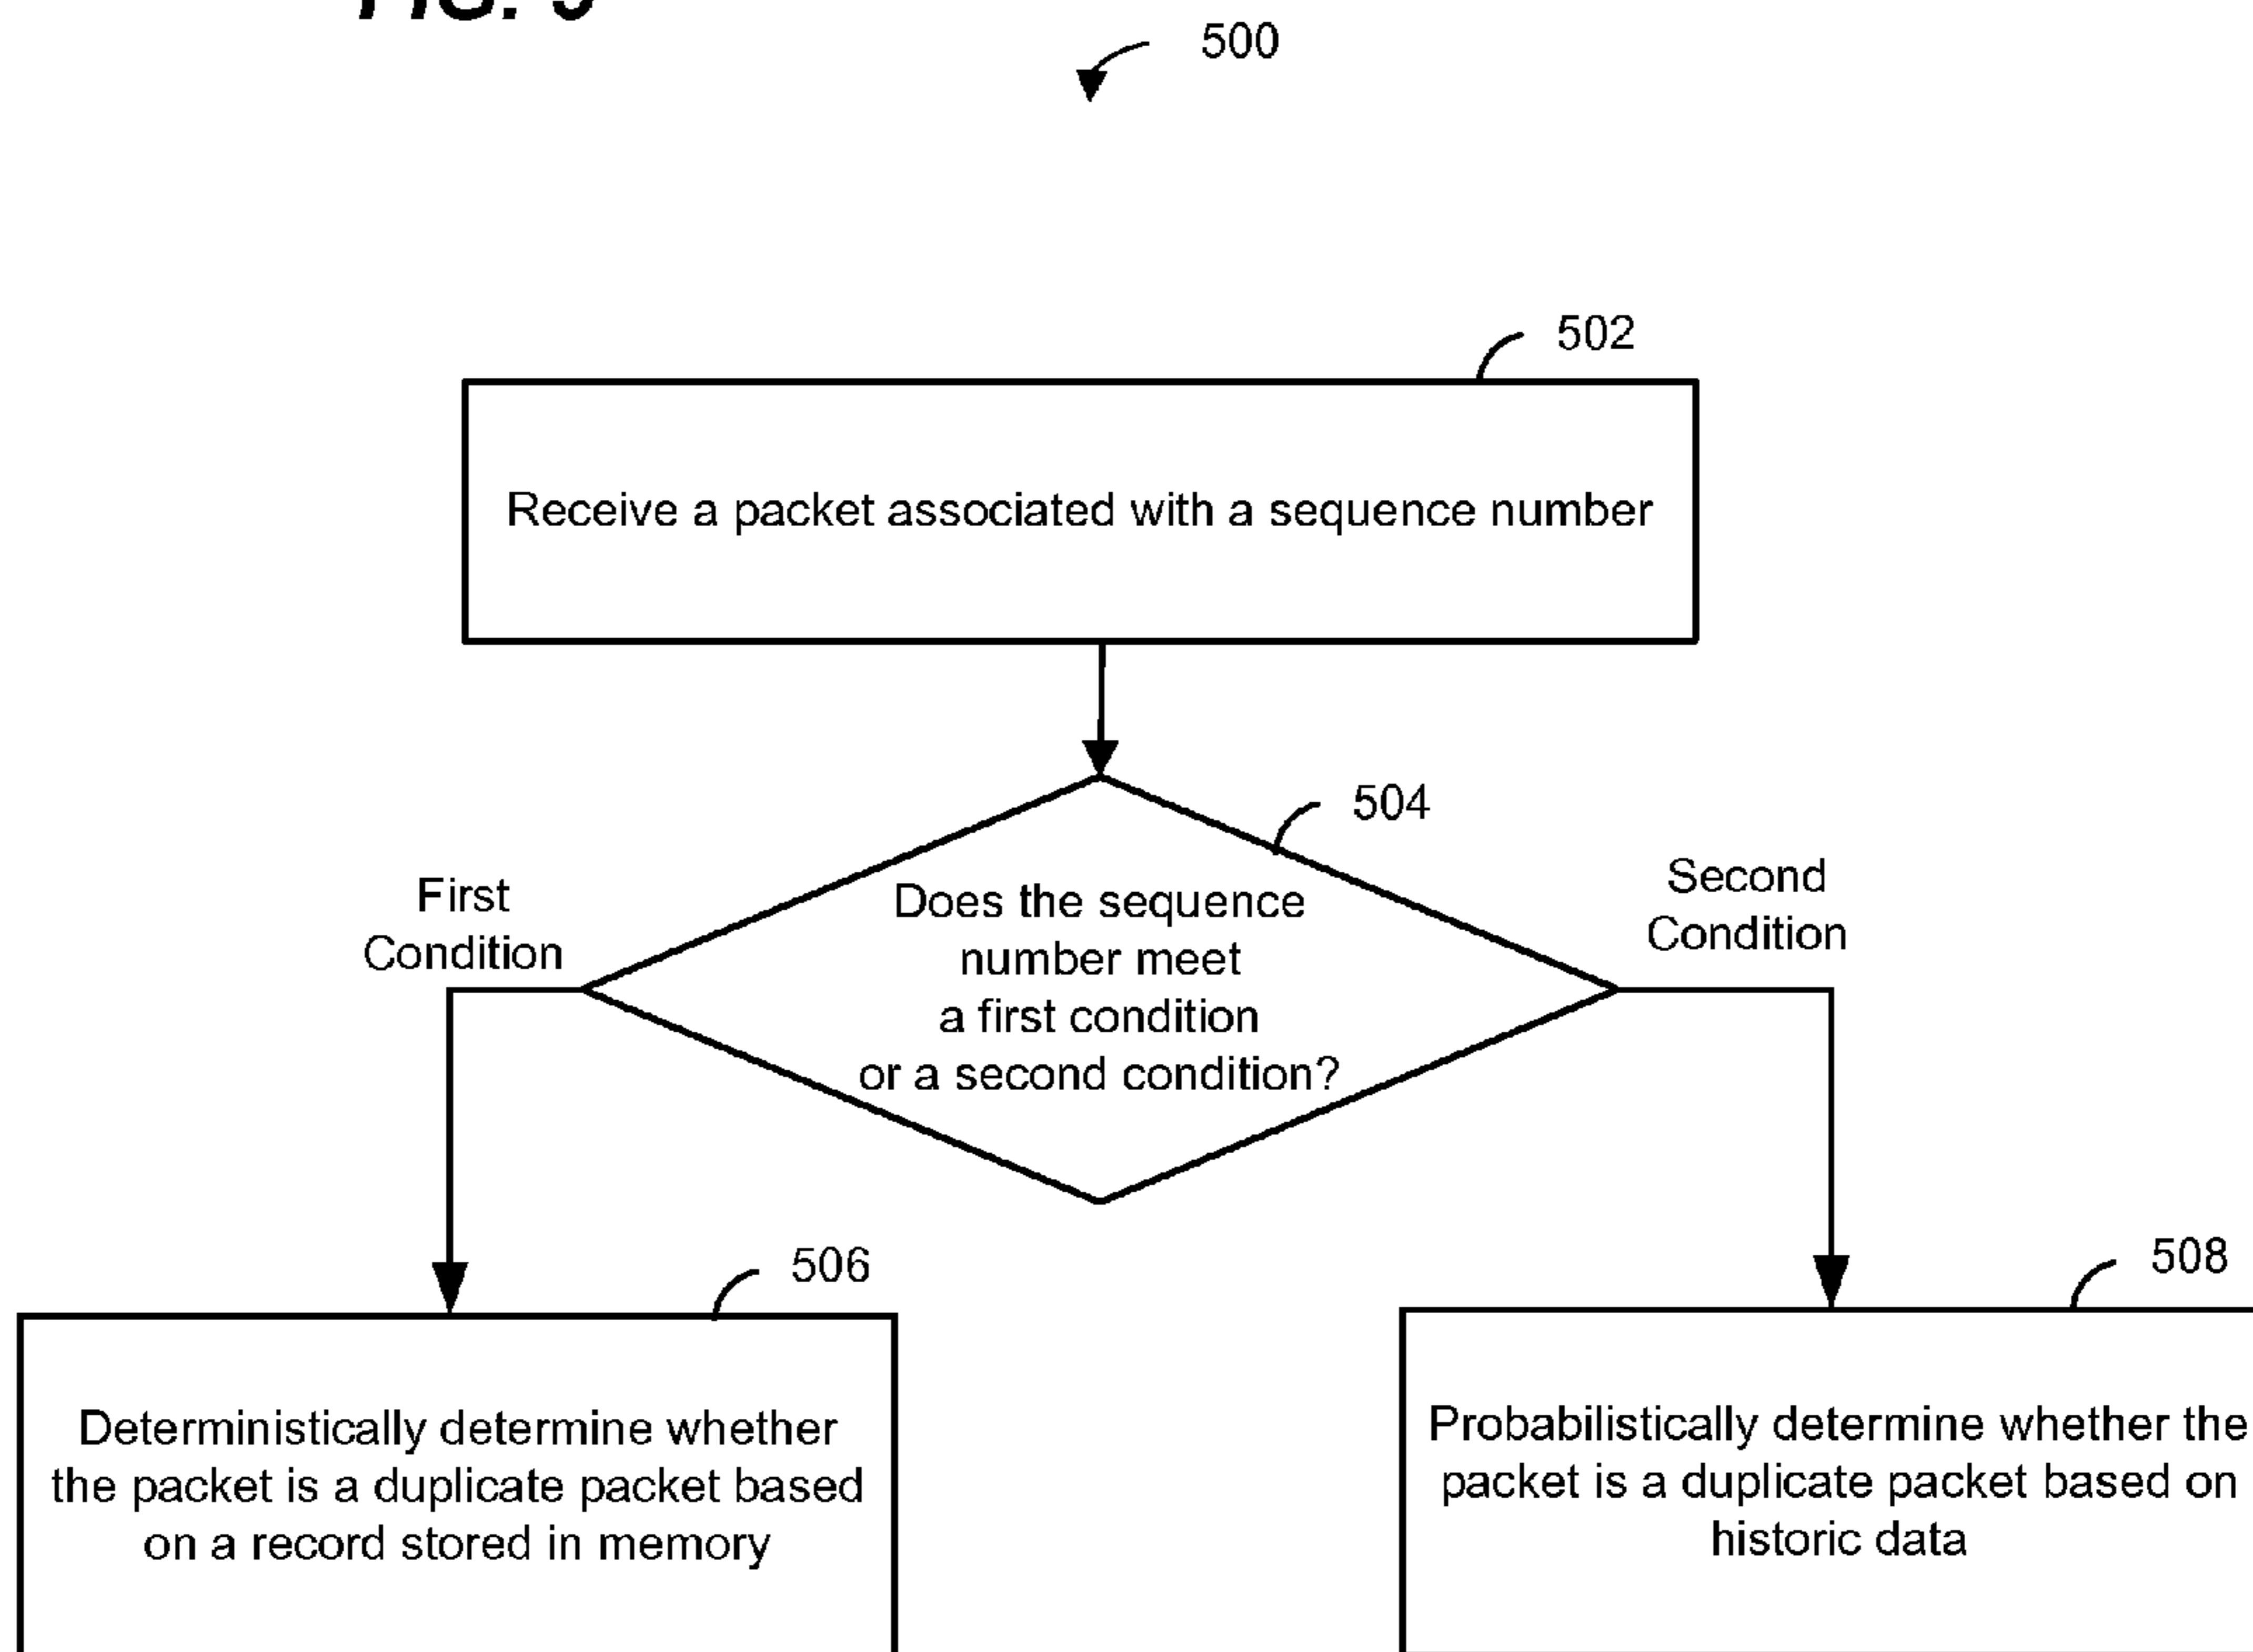 FIG. 5
500
502
Receive a packet associated with a sequence number
504
First
Condition
Does the sequence
number meet
a first condition
or a second condition?
Second
Condition
506
508
Deterministically determine whether
the packet is a duplicate packet based
on a record stored in memory
Probabilistically determine whether the
packet is a duplicate packet based on
historic data